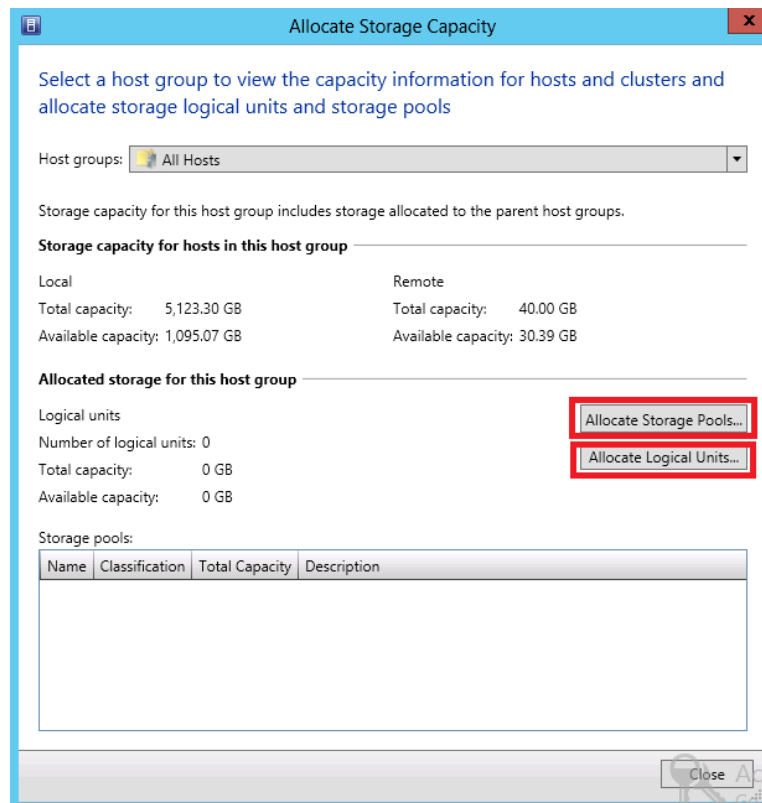 Allocate Storage Capacity
x
Select a host group to view the capacity information for hosts and clusters and
allocate storage logical units and storage pools
Host groups: All Hosts
Storage capacity for this host group includes storage allocated to the parent host groups.
Storage capacity for hosts in this host group
Local Remote
Total capacity: 5,123.30 GB Total capacity: 40.00 GB
Available capacity: 1,095.07 GB Available capacity: 30.39 GB
Allocated storage for this host group
Logical units
Allocate Storage Pools...
Number of logical units: 0
Allocate Logical Units...
Total capacity: 0 GB
Available capacity: 0 GB
Storage pools:
Name Classification Total Capacity Description
Close